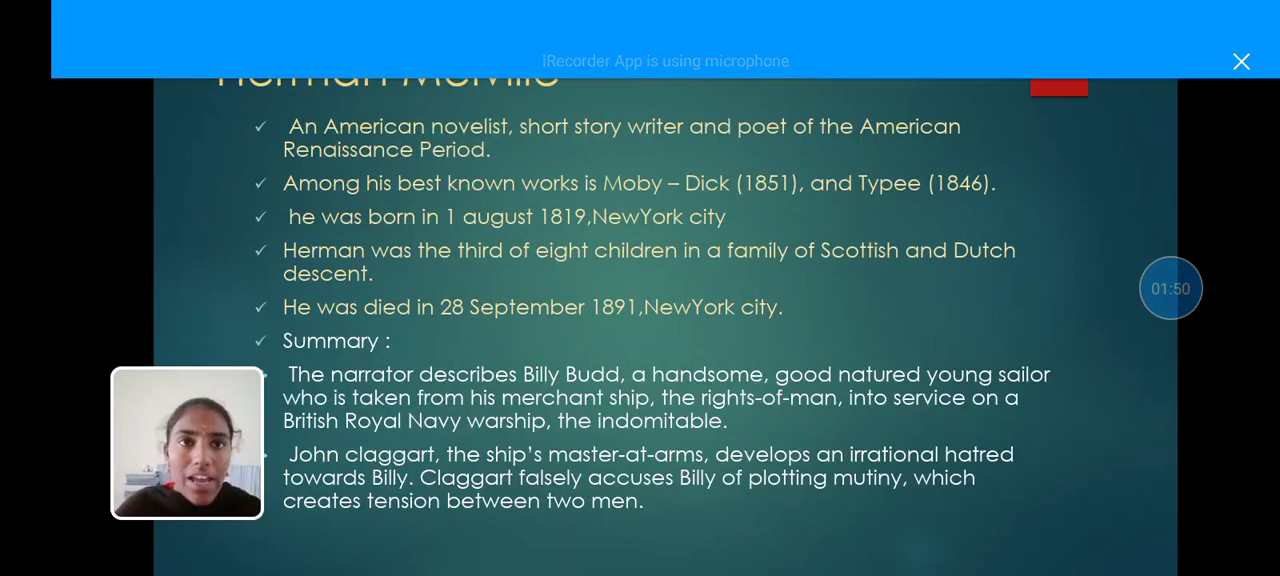 iRecorder App is using microphone
Herman Melville
An American novelist, short story writer and poet of the American
Renaissance Period.
Among his best known works is Moby – Dick (1851), and Typee (1846).
he was born in 1 august 1819,NewYork city
Herman was the third of eight children in a family of Scottish and Dutch
descent.
He was died in 28 September 1891,NewYork city.
01:50
Summary :
The narrator describes Billy Budd, a handsome, good natured young sailor
who is taken from his merchant ship, the rights-of-man, into service on a
British Royal Navy warship, the indomitable.
John claggart, the ship's master-at-arms, develops an irrational hatred
towards Billy. Claggart falsely accuses Billy of plotting mutiny, which
creates tension between two men.